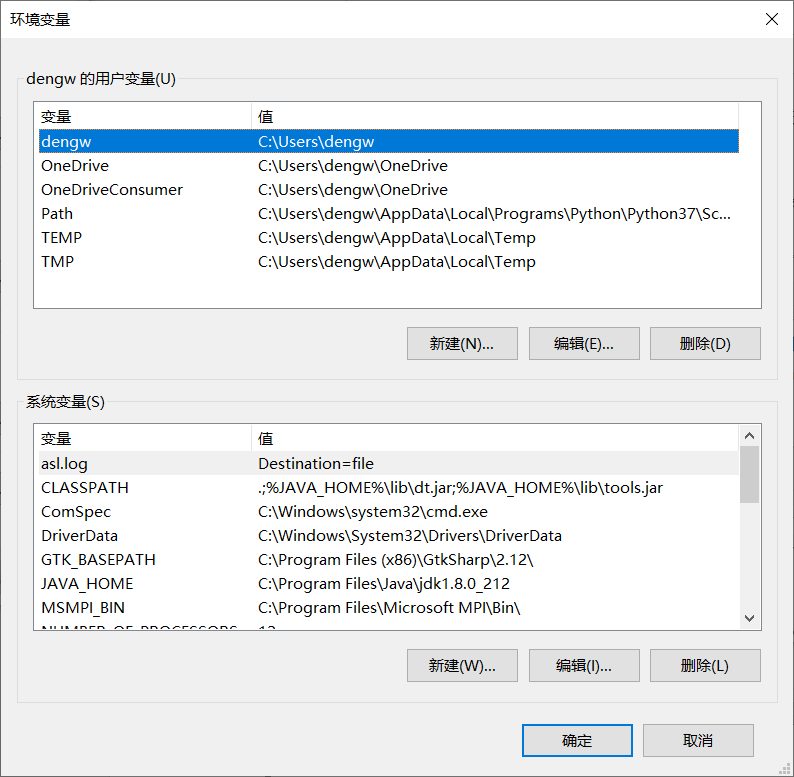 环境变量
dengw 的用户变量(U)
变量 值
dengw C:\Users\dengw
OneDrive C:\Users\dengw\OneDrive
OneDriveConsumer C:\Users\dengw\OneDrive
Path C:\Users\dengw\AppData\Local\Programs\Python\Python37\Sc...
TEMP C:\Users\dengw\AppData\Local\Temp
TMP C:\Users\dengw\AppData\Local\Temp
新建(N)... 编辑(E)... 删除(D)
系统变量(S)
变量 值
asl.log Destination=file
CLASSPATH .;%JAVA_HOME%\lib\dt.jar;%JAVA_HOME%\lib\tools.jar
ComSpec C:\Windows\system32\cmd.exe
DriverData C:\Windows\System32\Drivers\DriverData
GTK_BASEPATH C:\Program Files (x86)\GtkSharp\2.12\
JAVA_HOME C:\Program Files\Java\jdk1.8.0_212
MSMPI_BIN C:\Program Files\Microsoft MPI\Bin\
NUMBER_OF_PROCESSORS 12
新建(W)... 编辑(I)... 删除(L)
确定 取消